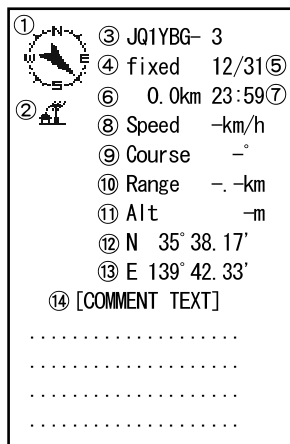 ① N ③ JQ1YBG- 3
W E ④ fixed 12/31⑤
S ⑥ 0.0km 23:59⑦
② ⑧ Speed -km/h
⑨ Course -°
⑩ Range -.-km
⑪ Alt -m
⑫ N 35°38.17'
⑬ E 139°42.33'
⑭ [COMMENT TEXT]
....................
....................
....................
....................